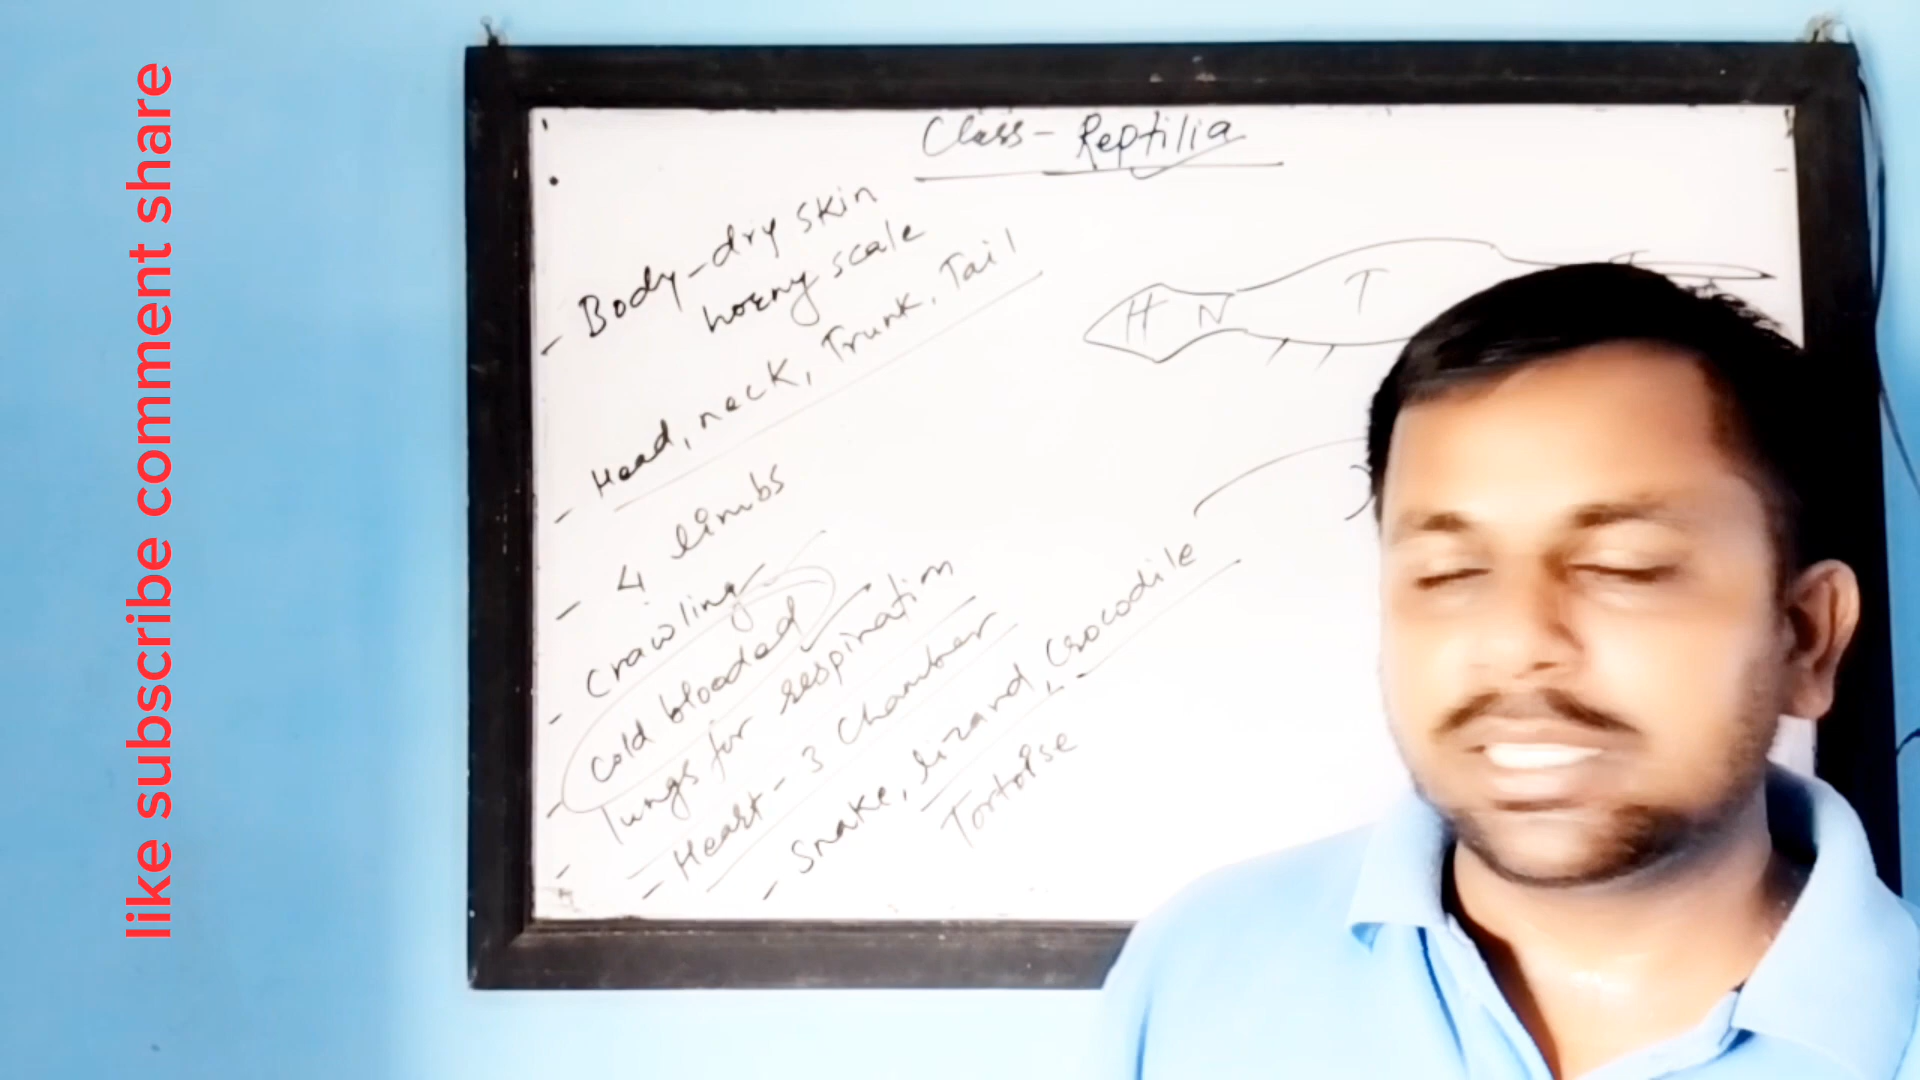 like subscribe comment share
Class - Reptilia
- Body - dry skin
horny scale
- Head, neck, Trunk, Tail
- 4 limbs
- crawling
- cold blooded
- lungs for respiration
- Heart - 3 Chamber
- Snake, lizard, Crocodile
Tortoise
H N T T